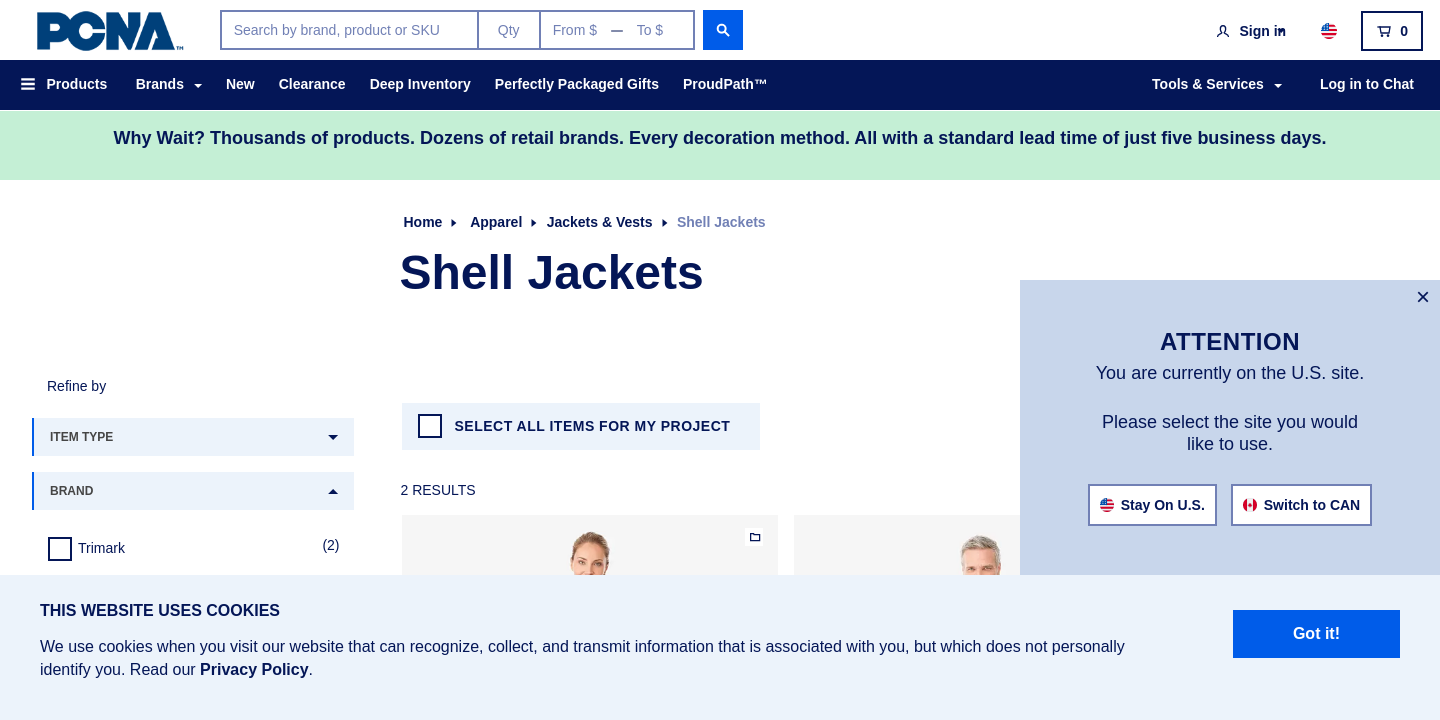 PCNA™
Search by brand, product or SKU
Qty
From $ — To $
Sign in
0
Products
Brands
New
Clearance
Deep Inventory
Perfectly Packaged Gifts
ProudPath™
Tools & Services
Log in to Chat
Why Wait? Thousands of products. Dozens of retail brands. Every decoration method. All with a standard lead time of just five business days.
Home
Apparel
Jackets & Vests
Shell Jackets
Shell Jackets
Refine by
ITEM TYPE
BRAND
Trimark
(2)
SELECT ALL ITEMS FOR MY PROJECT
2 RESULTS
ATTENTION
You are currently on the U.S. site.
Please select the site you would
like to use.
Stay On U.S.
Switch to CAN
THIS WEBSITE USES COOKIES
We use cookies when you visit our website that can recognize, collect, and transmit information that is associated with you, but which does not personally
identify you. Read our Privacy Policy.
Got it!